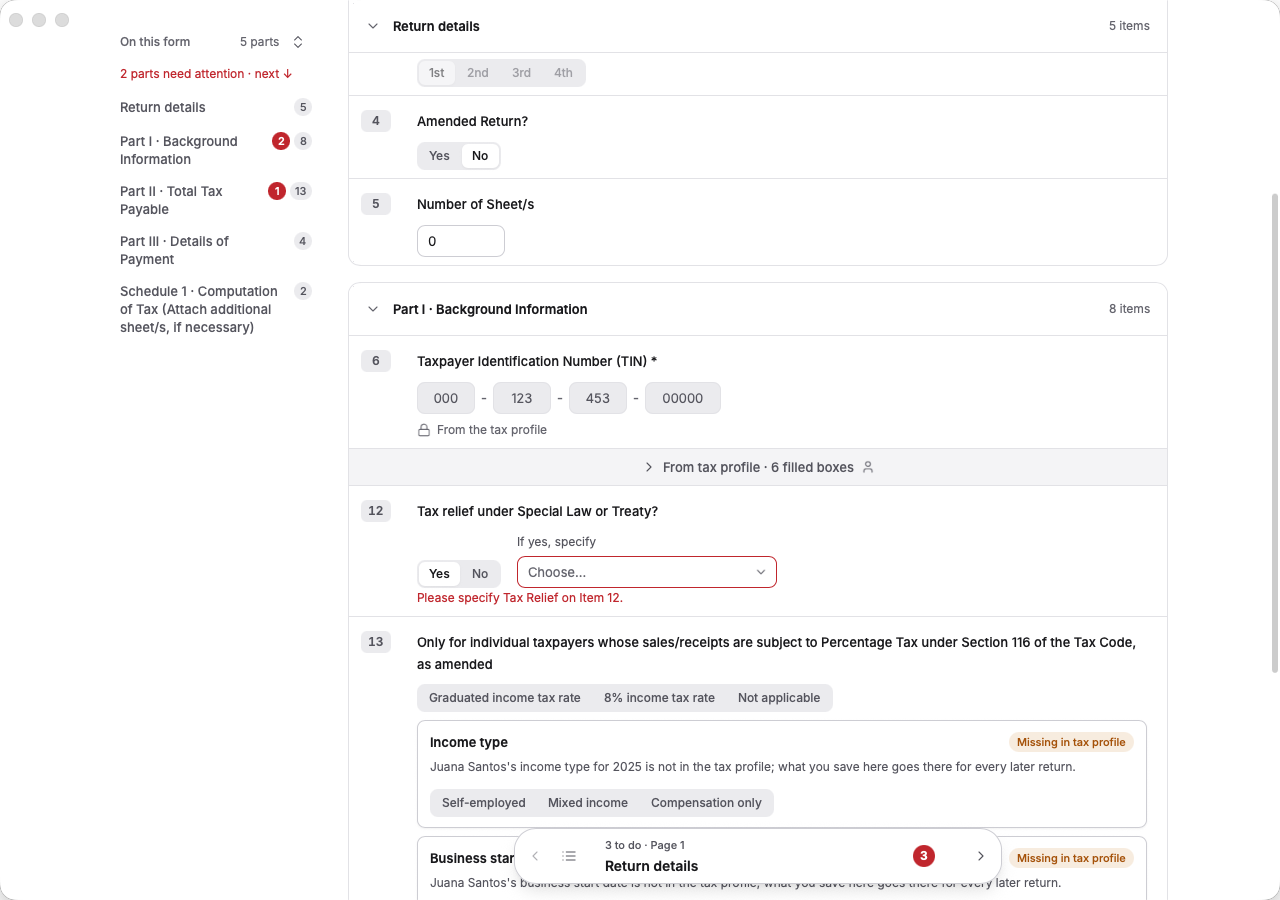 On this form
5 parts
2 parts need attention · next ↓
Return details
5
Part I · Background Information
2
8
Part II · Total Tax Payable
1
13
Part III · Details of Payment
4
Schedule 1 · Computation of Tax (Attach additional sheet/s, if necessary)
2
Return details
5 items
1st
2nd
3rd
4th
4
Amended Return?
Yes
No
5
Number of Sheet/s
0
Part I · Background Information
8 items
6
Taxpayer Identification Number (TIN) *
000 - 123 - 453 - 00000
From the tax profile
From tax profile · 6 filled boxes
12
Tax relief under Special Law or Treaty?
If yes, specify
Yes
No
Choose...
Please specify Tax Relief on Item 12.
13
Only for individual taxpayers whose sales/receipts are subject to Percentage Tax under Section 116 of the Tax Code,
as amended
Graduated income tax rate
8% income tax rate
Not applicable
Income type
Missing in tax profile
Juana Santos's income type for 2025 is not in the tax profile; what you save here goes there for every later return.
Self-employed
Mixed income
Compensation only
Business star
Missing in tax profile
Juana Santos's business start date is not in the tax profile; what you save here goes there for every later return.
3 to do · Page 1
Return details
3